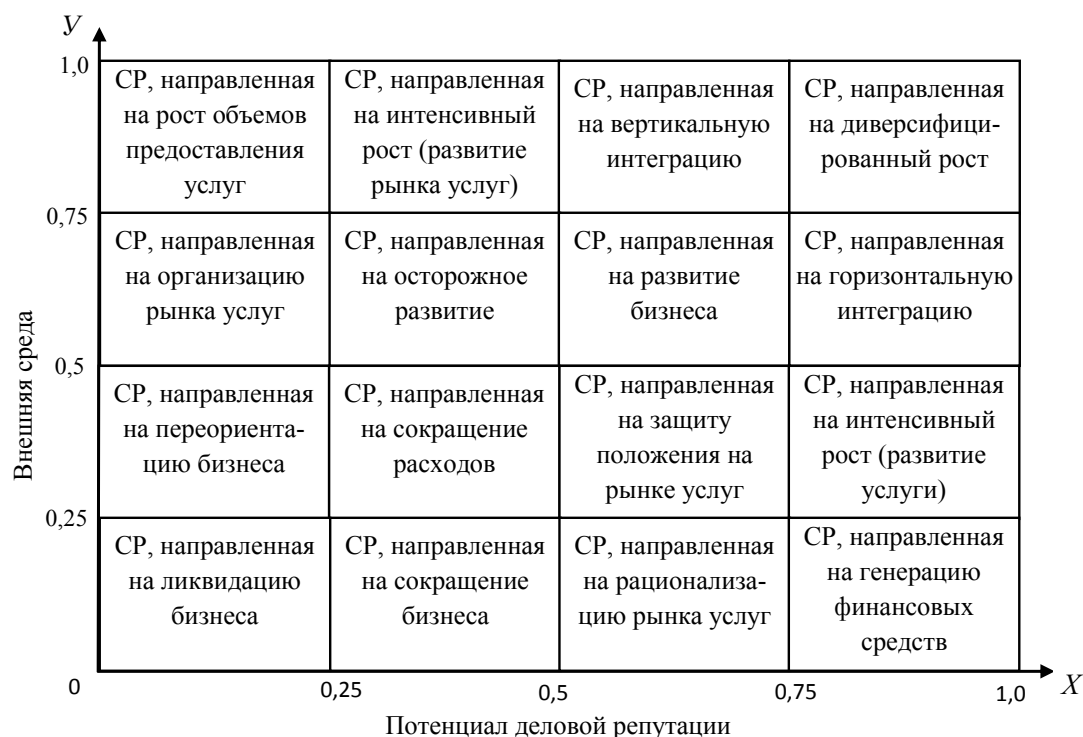 У
1,0
СР, направленная
на рост объемов
предоставления
услуг
СР, направленная
на интенсивный
рост (развитие
рынка услуг)
СР, направленная
на вертикальную
интеграцию
СР, направленная
на диверсифици-
рованный рост
0,75
СР, направленная
на организацию
рынка услуг
СР, направленная
на осторожное
развитие
СР, направленная
на развитие
бизнеса
СР, направленная
на горизонтальную
интеграцию
Внешняя среда
0,5
СР, направленная
на переориента-
цию бизнеса
СР, направленная
на сокращение
расходов
СР, направленная
на защиту
положения на
рынке услуг
СР, направленная
на интенсивный
рост (развитие
услуги)
0,25
СР, направленная
на ликвидацию
бизнеса
СР, направленная
на сокращение
бизнеса
СР, направленная
на рационализа-
цию рынка услуг
СР, направленная
на генерацию
финансовых
средств
0
0,25
0,5
0,75
1,0
Х
Потенциал деловой репутации